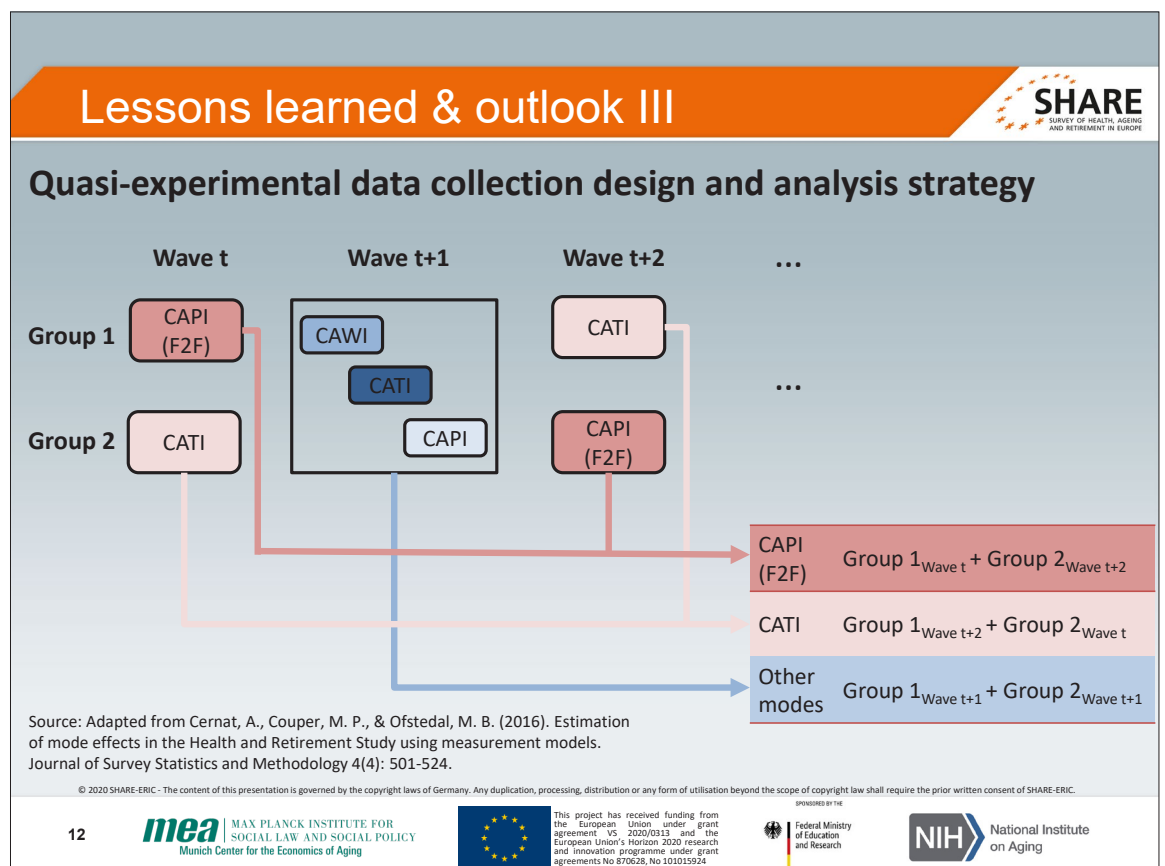 Lessons learned & outlook III
SHARE
SURVEY OF HEALTH, AGEING
AND RETIREMENT IN EUROPE
Quasi-experimental data collection design and analysis strategy
Wave t
Wave t+1
Wave t+2
...
Group 1
CAPI
(F2F)
CAWI
CATI
CATI
...
Group 2
CATI
CAPI
CAPI
(F2F)
CAPI
(F2F)
Group 1Wave t + Group 2Wave t+2
CATI
Group 1Wave t+2 + Group 2Wave t
Other
modes
Group 1Wave t+1 + Group 2Wave t+1
Source: Adapted from Cernat, A., Couper, M. P., & Ofstedal, M. B. (2016). Estimation
of mode effects in the Health and Retirement Study using measurement models.
Journal of Survey Statistics and Methodology 4(4): 501-524.
© 2020 SHARE-ERIC - The content of this presentation is governed by the copyright laws of Germany. Any duplication, processing, distribution or any form of utilisation beyond the scope of copyright law shall require the prior written consent of SHARE-ERIC.
12
mea
MAX PLANCK INSTITUTE FOR
SOCIAL LAW AND SOCIAL POLICY
Munich Center for the Economics of Aging
This project has received funding from
the European Union under grant
agreement VS 2020/0313 and the
European Union's Horizon 2020 research
and innovation programme under grant
agreements No 870628, No 101015924
SPONSORED BY THE
Federal Ministry
of Education
and Research
NIH
National Institute
on Aging